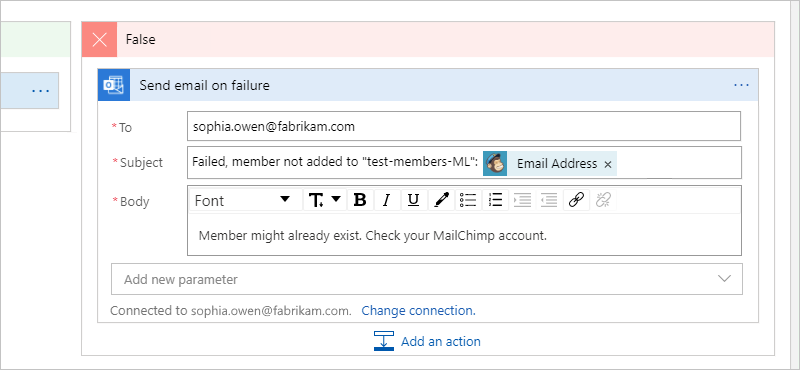 False
Send email on failure
* To
sophia.owen@fabrikam.com
* Subject
Failed, member not added to "test-members-ML": Email Address ×
* Body
Font T B I U
Member might already exist. Check your MailChimp account.
Add new parameter
Connected to sophia.owen@fabrikam.com. Change connection.
Add an action